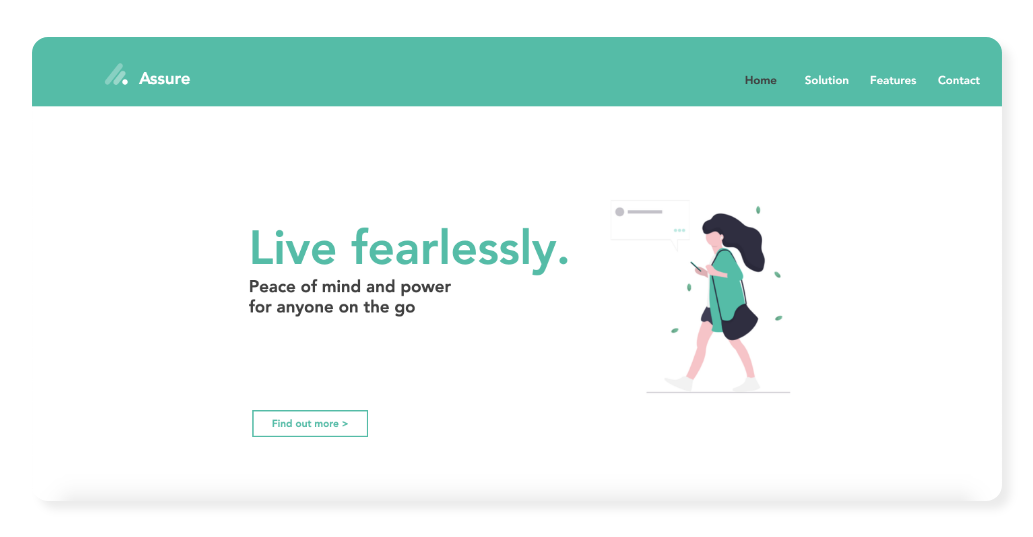 Assure
Home Solution Features Contact
Live fearlessly.
Peace of mind and power
for anyone on the go
Find out more >